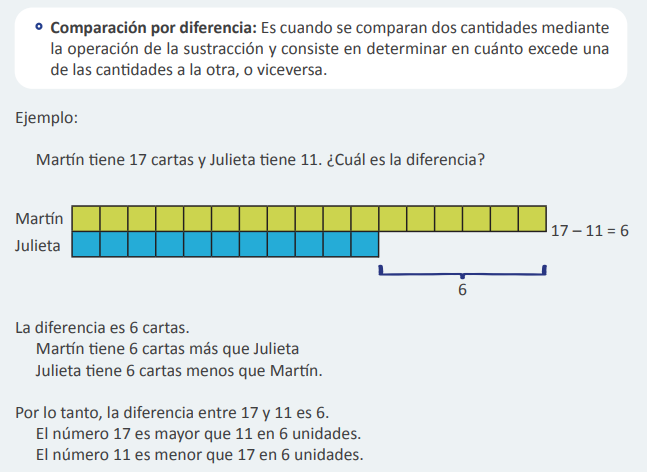 Comparación por diferencia: Es cuando se comparan dos cantidades mediante
la operación de la sustracción y consiste en determinar en cuánto excede una
de las cantidades a la otra, o viceversa.
Ejemplo:
Martín tiene 17 cartas y Julieta tiene 11. ¿Cuál es la diferencia?
Martín
17 – 11 = 6
Julieta
6
La diferencia es 6 cartas.
Martín tiene 6 cartas más que Julieta
Julieta tiene 6 cartas menos que Martín.
Por lo tanto, la diferencia entre 17 y 11 es 6.
El número 17 es mayor que 11 en 6 unidades.
El número 11 es menor que 17 en 6 unidades.